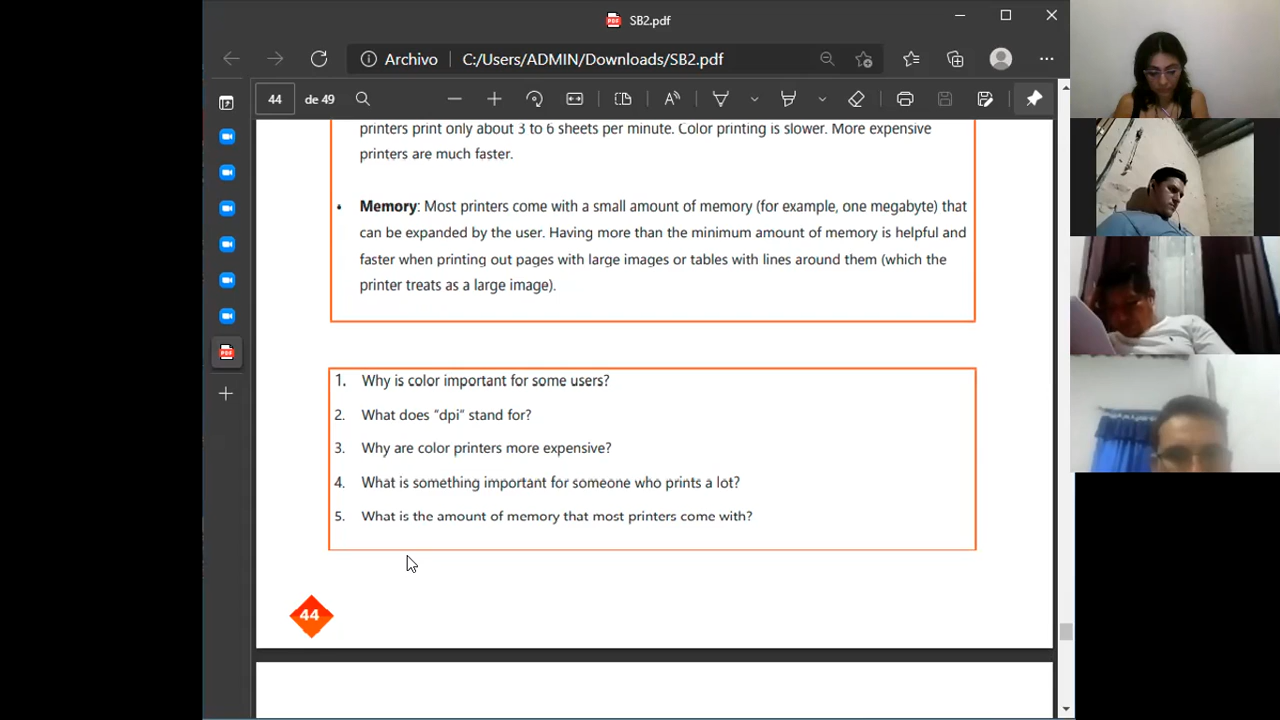 SB2.pdf
Archivo C:/Users/ADMIN/Downloads/SB2.pdf
44 de 49
printers print only about 3 to 6 sheets per minute. Color printing is slower. More expensive
printers are much faster.
• Memory: Most printers come with a small amount of memory (for example, one megabyte) that
can be expanded by the user. Having more than the minimum amount of memory is helpful and
faster when printing out pages with large images or tables with lines around them (which the
printer treats as a large image).
1. Why is color important for some users?
2. What does “dpi” stand for?
3. Why are color printers more expensive?
4. What is something important for someone who prints a lot?
5. What is the amount of memory that most printers come with?
44